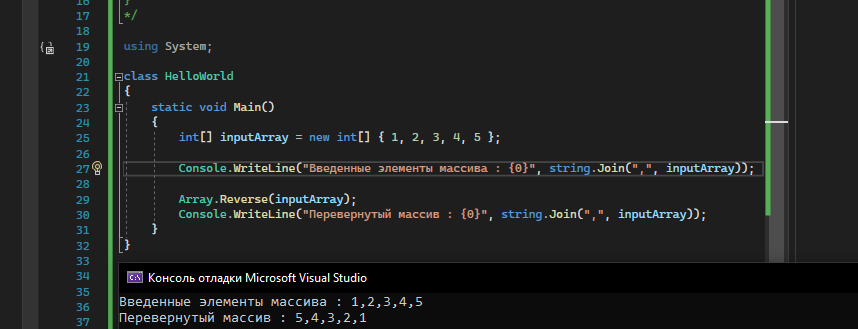 16 }
17 */
18
19 using System;
20
21 class HelloWorld
22 {
23 static void Main()
24 {
25 int[] inputArray = new int[] { 1, 2, 3, 4, 5 };
26
27 Console.WriteLine("Введенные элементы массива : {0}", string.Join(",", inputArray));
28
29 Array.Reverse(inputArray);
30 Console.WriteLine("Перевернутый массив : {0}", string.Join(",", inputArray));
31 }
32 }
33
34
35
36
37
C:\ Консоль отладки Microsoft Visual Studio
Введенные элементы массива : 1,2,3,4,5
Перевернутый массив : 5,4,3,2,1